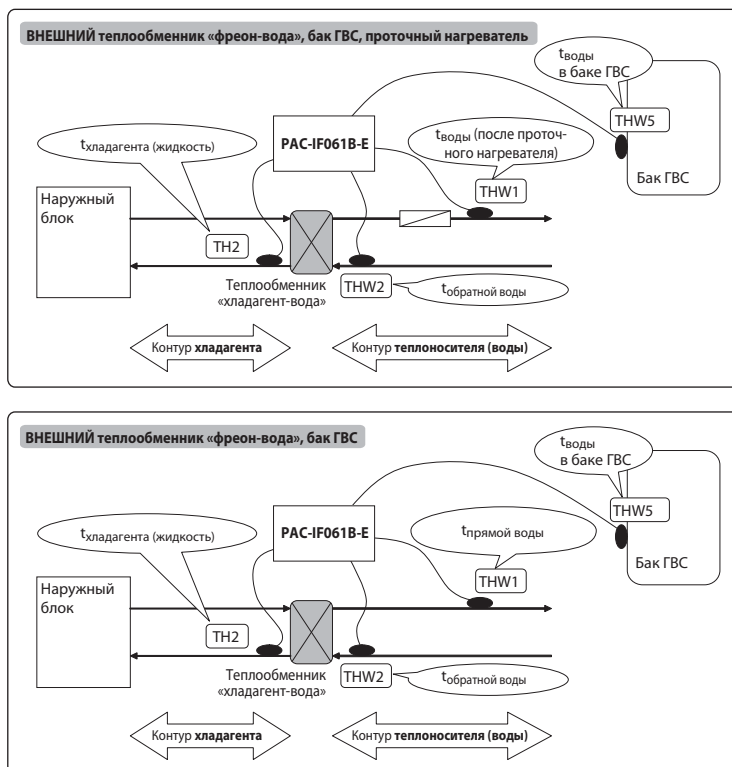 ВНЕШНИЙ теплообменник «фреон-вода», бак ГВС, проточный нагреватель
tводы
в баке ГВС
THW5
Бак ГВС
PAC-IF061B-E
tводы (после проточ-
ного нагревателя)
THW1
tхладагента (жидкость)
Наружный
блок
TH2
Теплообменник
«хладагент-вода»
THW2
tобратной воды
Контур хладагента
Контур теплоносителя (воды)
ВНЕШНИЙ теплообменник «фреон-вода», бак ГВС
tводы
в баке ГВС
THW5
Бак ГВС
PAC-IF061B-E
tпрямой воды
THW1
tхладагента (жидкость)
Наружный
блок
TH2
Теплообменник
«хладагент-вода»
THW2
tобратной воды
Контур хладагента
Контур теплоносителя (воды)